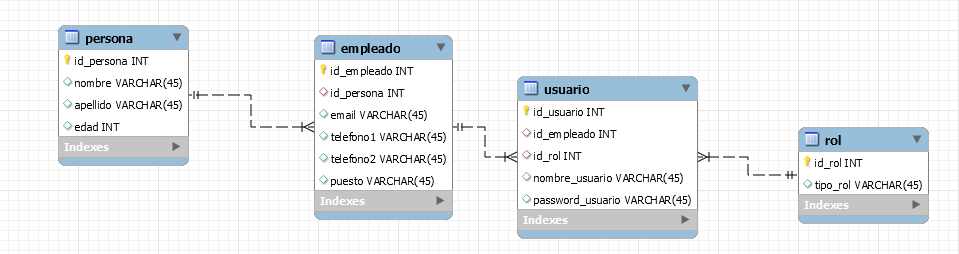 persona
id_persona INT
nombre VARCHAR(45)
apellido VARCHAR(45)
edad INT
Indexes
empleado
id_empleado INT
id_persona INT
email VARCHAR(45)
telefono1 VARCHAR(45)
telefono2 VARCHAR(45)
puesto VARCHAR(45)
Indexes
usuario
id_usuario INT
id_empleado INT
id_rol INT
nombre_usuario VARCHAR(45)
password_usuario VARCHAR(45)
Indexes
rol
id_rol INT
tipo_rol VARCHAR(45)
Indexes